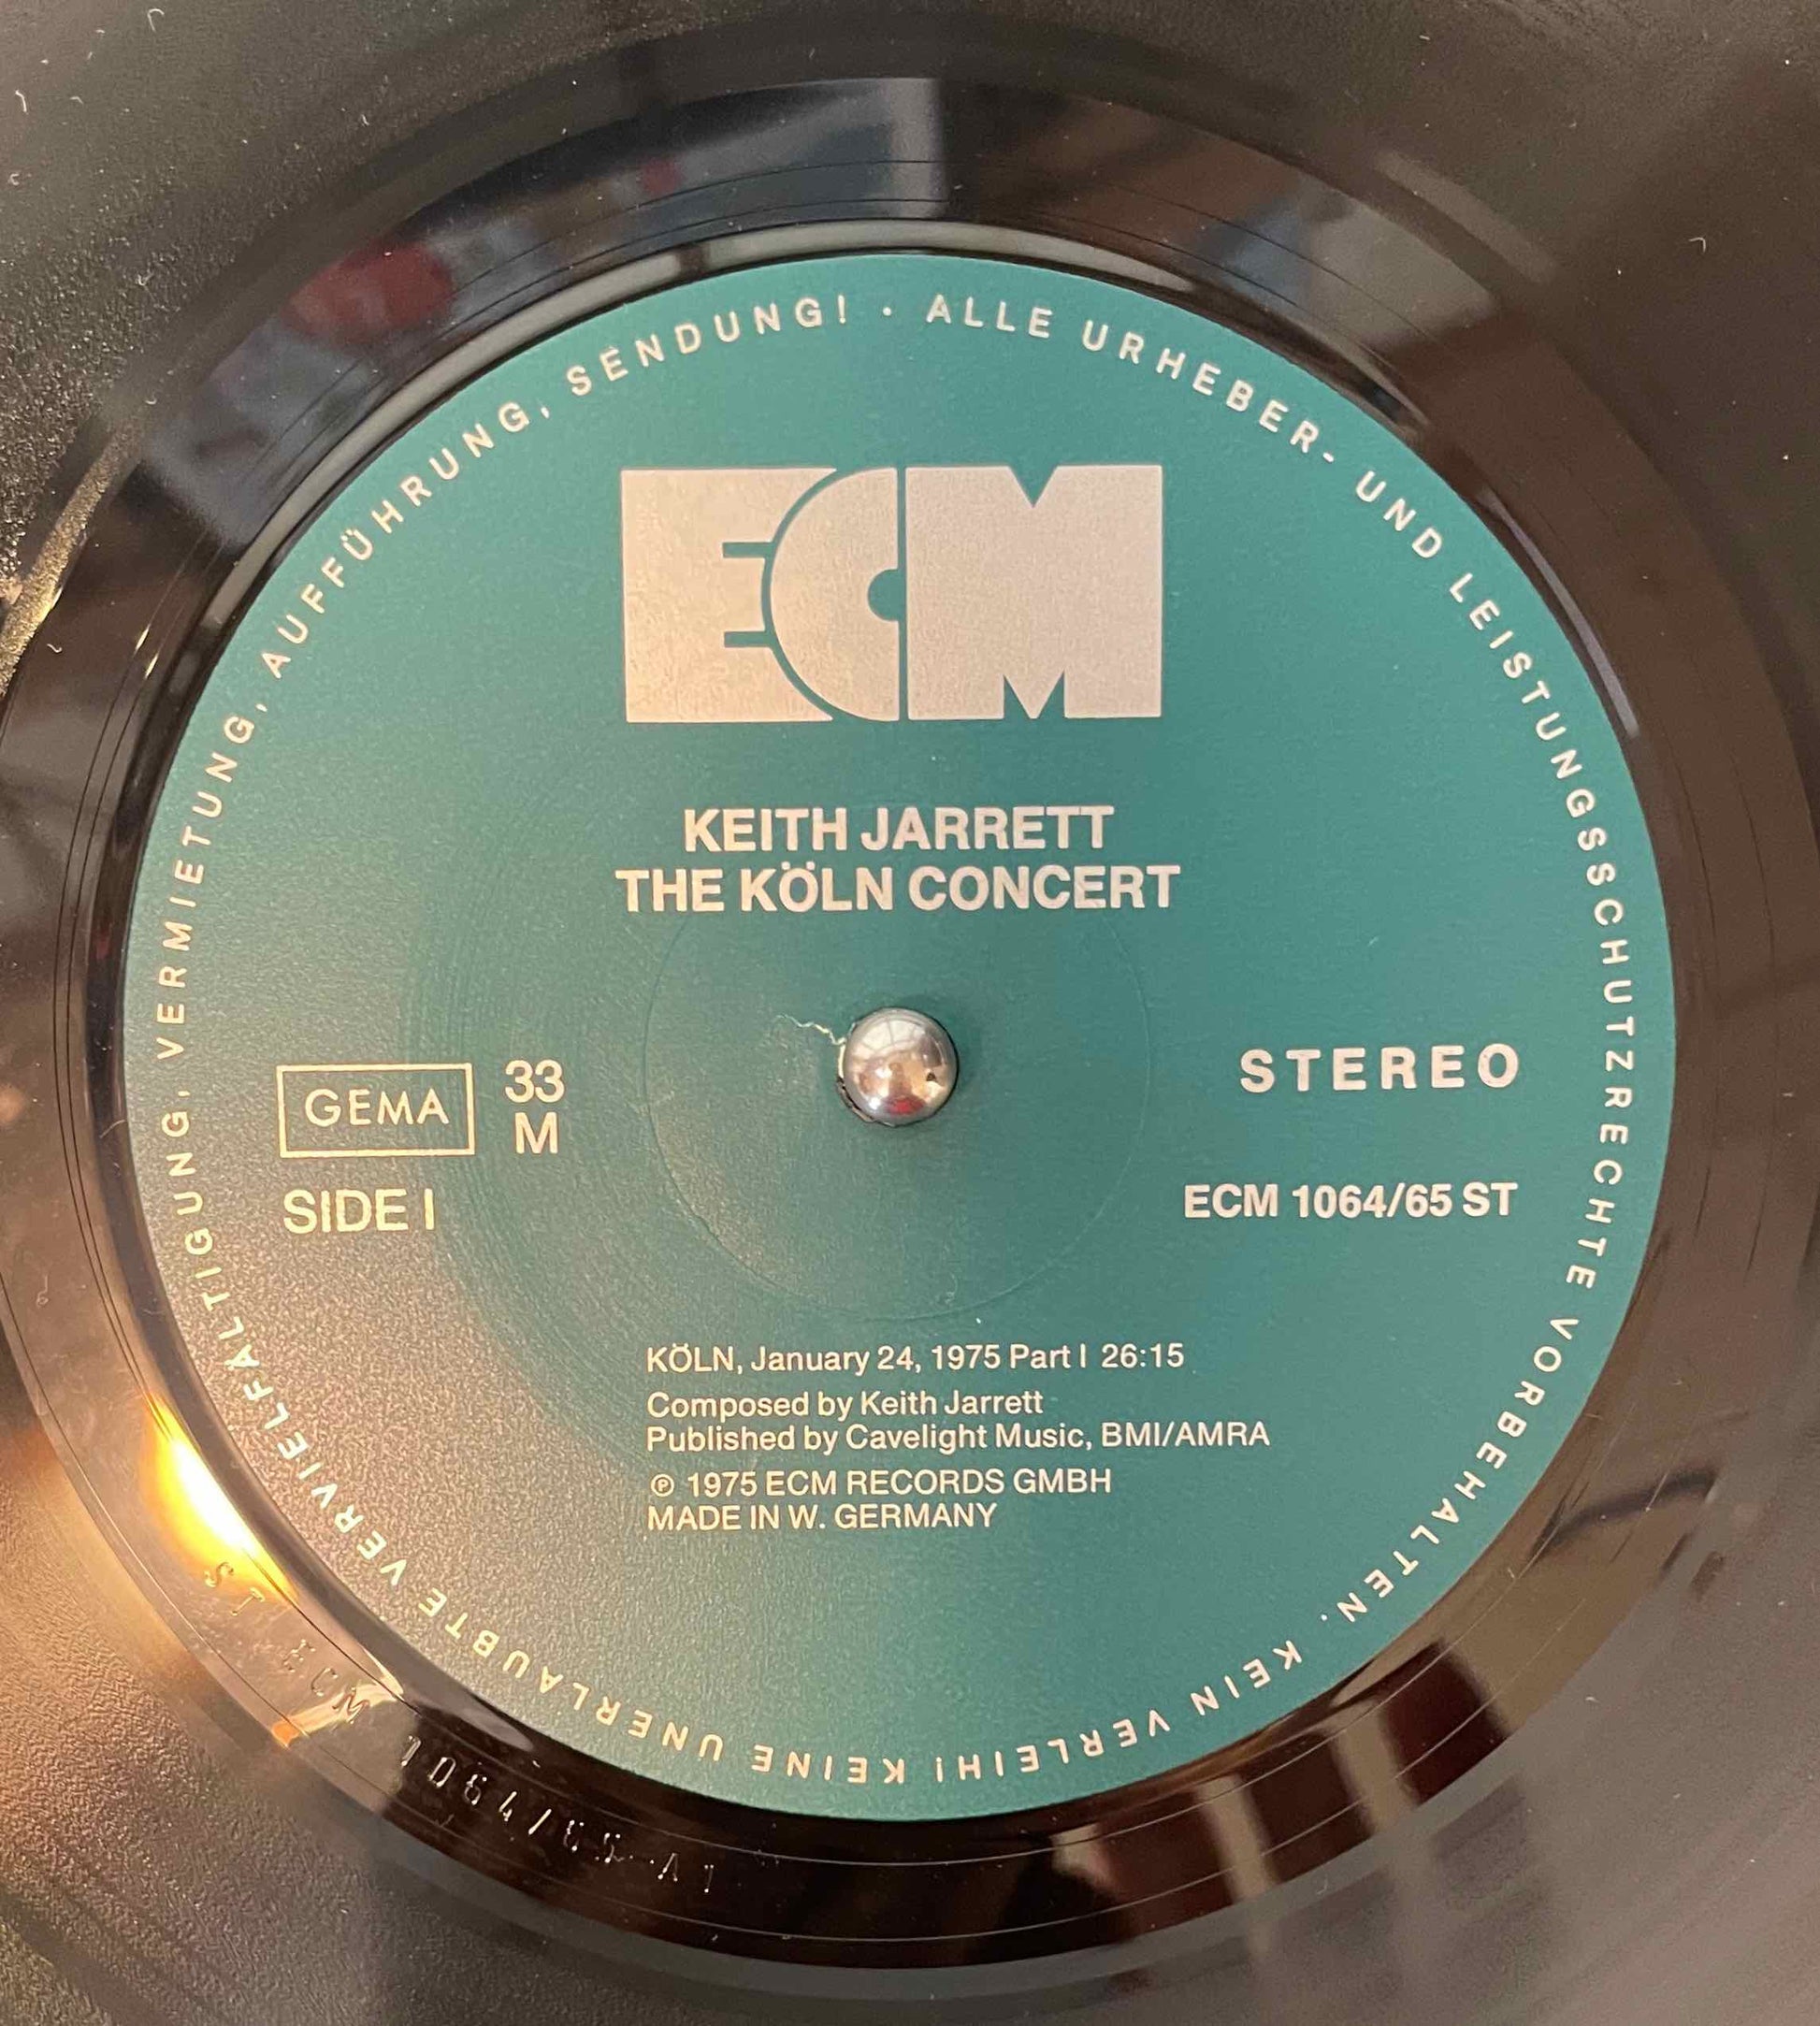 ALLE URHEBER- UND LEISTUNGSSCHUTZRECHTE VORBEHALTEN. KEIN VERLEIH! KEINE UNERLAUBTE VERVIELFÄLTIGUNG, VERMIETUNG, AUFFÜHRUNG, SENDUNG! ·
ECM
KEITH JARRETT
THE KÖLN CONCERT
GEMA
33
M
STEREO
SIDE I
ECM 1064/65 ST
KÖLN, January 24, 1975 Part I 26:15
Composed by Keith Jarrett
Published by Cavelight Music, BMI/AMRA
℗ 1975 ECM RECORDS GMBH
MADE IN W. GERMANY